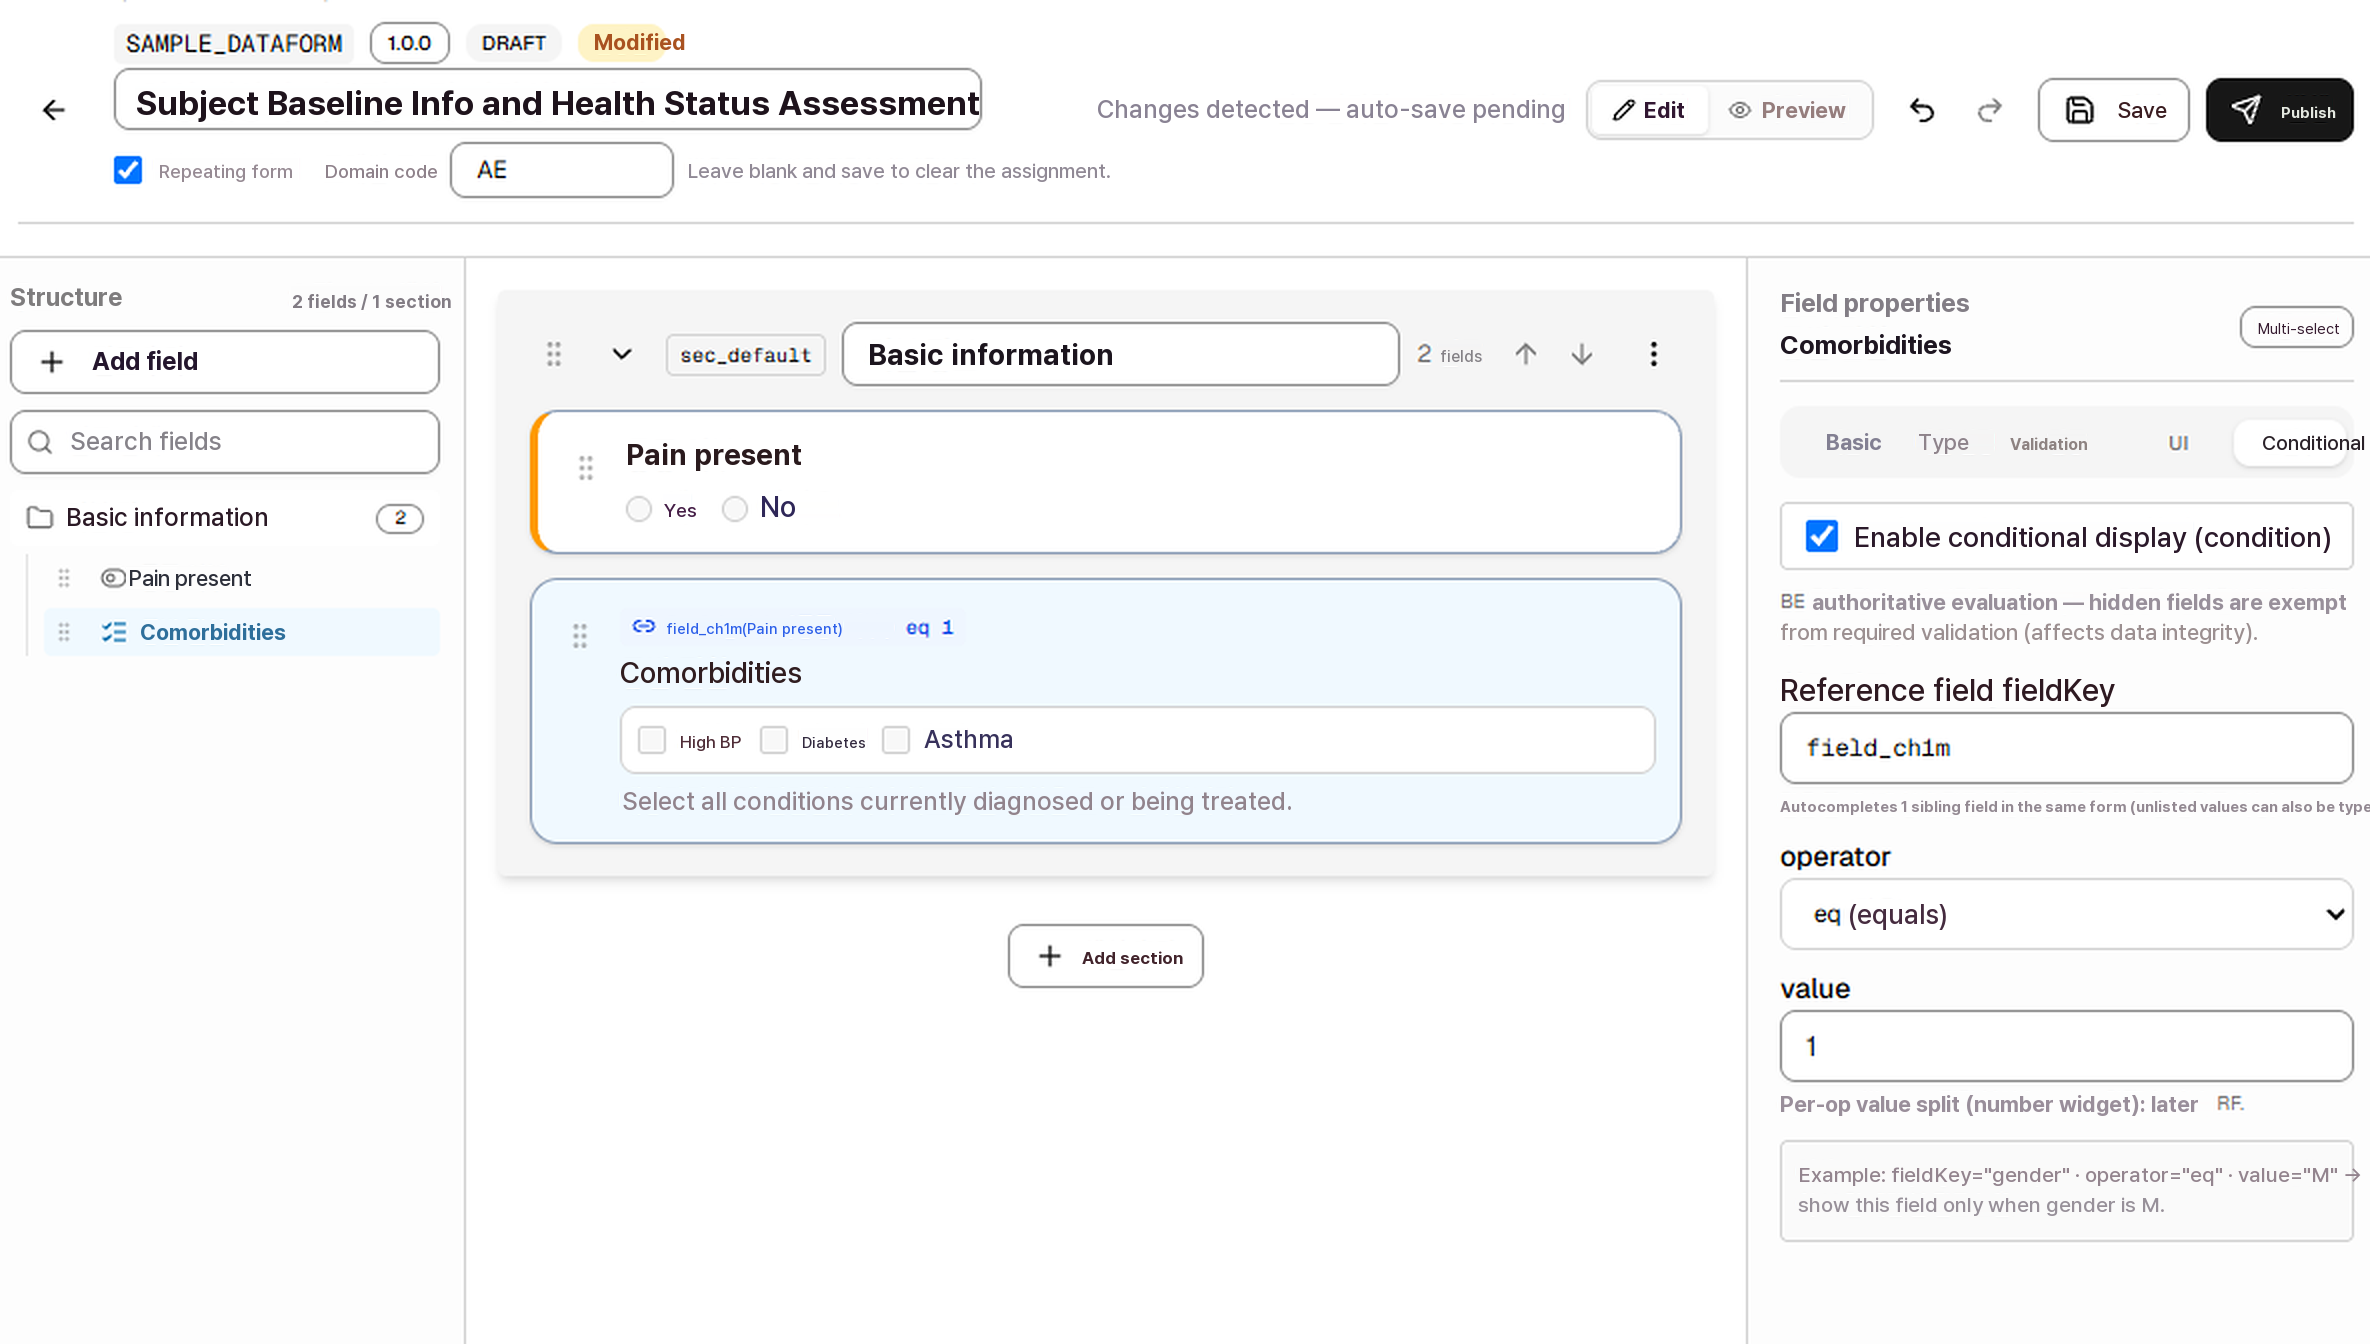 SAMPLE_DATAFORM 1.0.0 DRAFT Modified
Subject Baseline Info and Health Status Assessment
Changes detected — auto-save pending Edit Preview Save Publish
Repeating form Domain code AE Leave blank and save to clear the assignment.
Structure 2 fields / 1 section
Add field
Search fields
Basic information 2
Pain present
Comorbidities
sec_default Basic information 2 fields
Pain present
Yes No
field_ch1m(Pain present) eq 1
Comorbidities
High BP Diabetes Asthma
Select all conditions currently diagnosed or being treated.
Add section
Field properties
Comorbidities Multi-select
Basic Type Validation UI Conditional
Enable conditional display (condition)
BE authoritative evaluation — hidden fields are exempt
from required validation (affects data integrity).
Reference field fieldKey
field_ch1m
Autocompletes 1 sibling field in the same form (unlisted values can also be type
operator
eq (equals)
value
1
Per-op value split (number widget): later RF.
Example: fieldKey="gender" · operator="eq" · value="M" →
show this field only when gender is M.